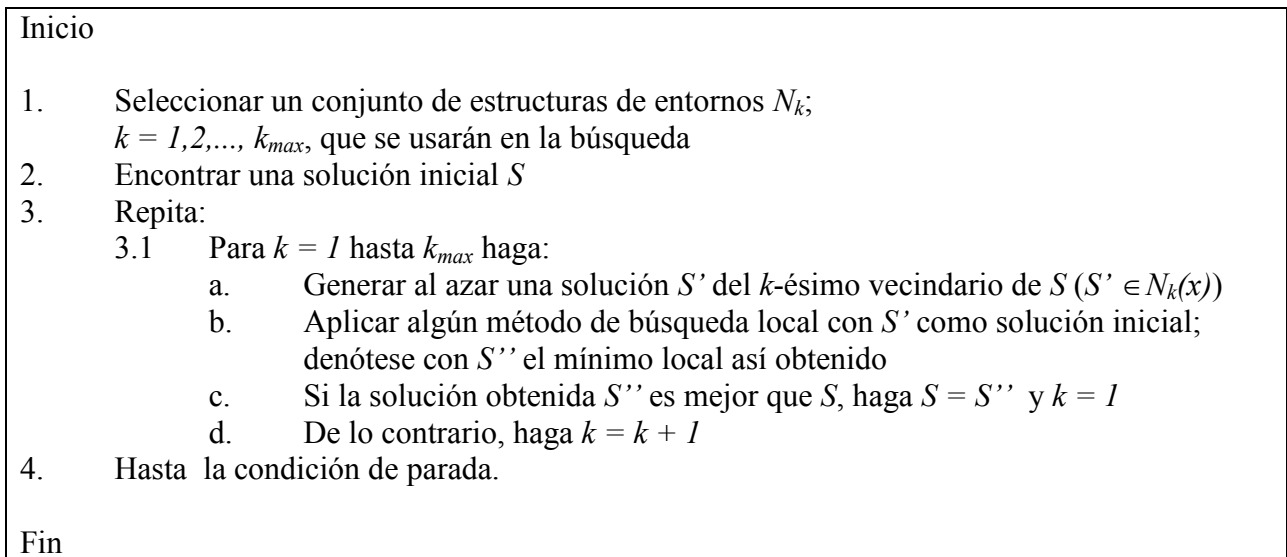 Inicio
1. Seleccionar un conjunto de estructuras de entornos Nk;
k = 1,2,..., kmax, que se usarán en la búsqueda
2. Encontrar una solución inicial S
3. Repita:
3.1 Para k = 1 hasta kmax haga:
a. Generar al azar una solución S' del k-ésimo vecindario de S (S' ∈Nk(x))
b. Aplicar algún método de búsqueda local con S' como solución inicial;
denótese con S'' el mínimo local así obtenido
c. Si la solución obtenida S'' es mejor que S, haga S = S'' y k = 1
d. De lo contrario, haga k = k + 1
4. Hasta la condición de parada.
Fin